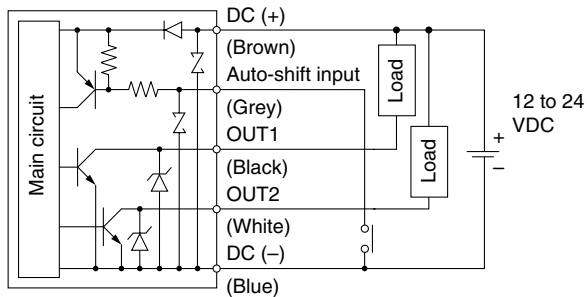 Main circuit
DC (+)
(Brown)
Auto-shift input
(Grey)
OUT1
(Black)
OUT2
(White)
DC (–)
(Blue)
Load
Load
12 to 24
VDC
+
–